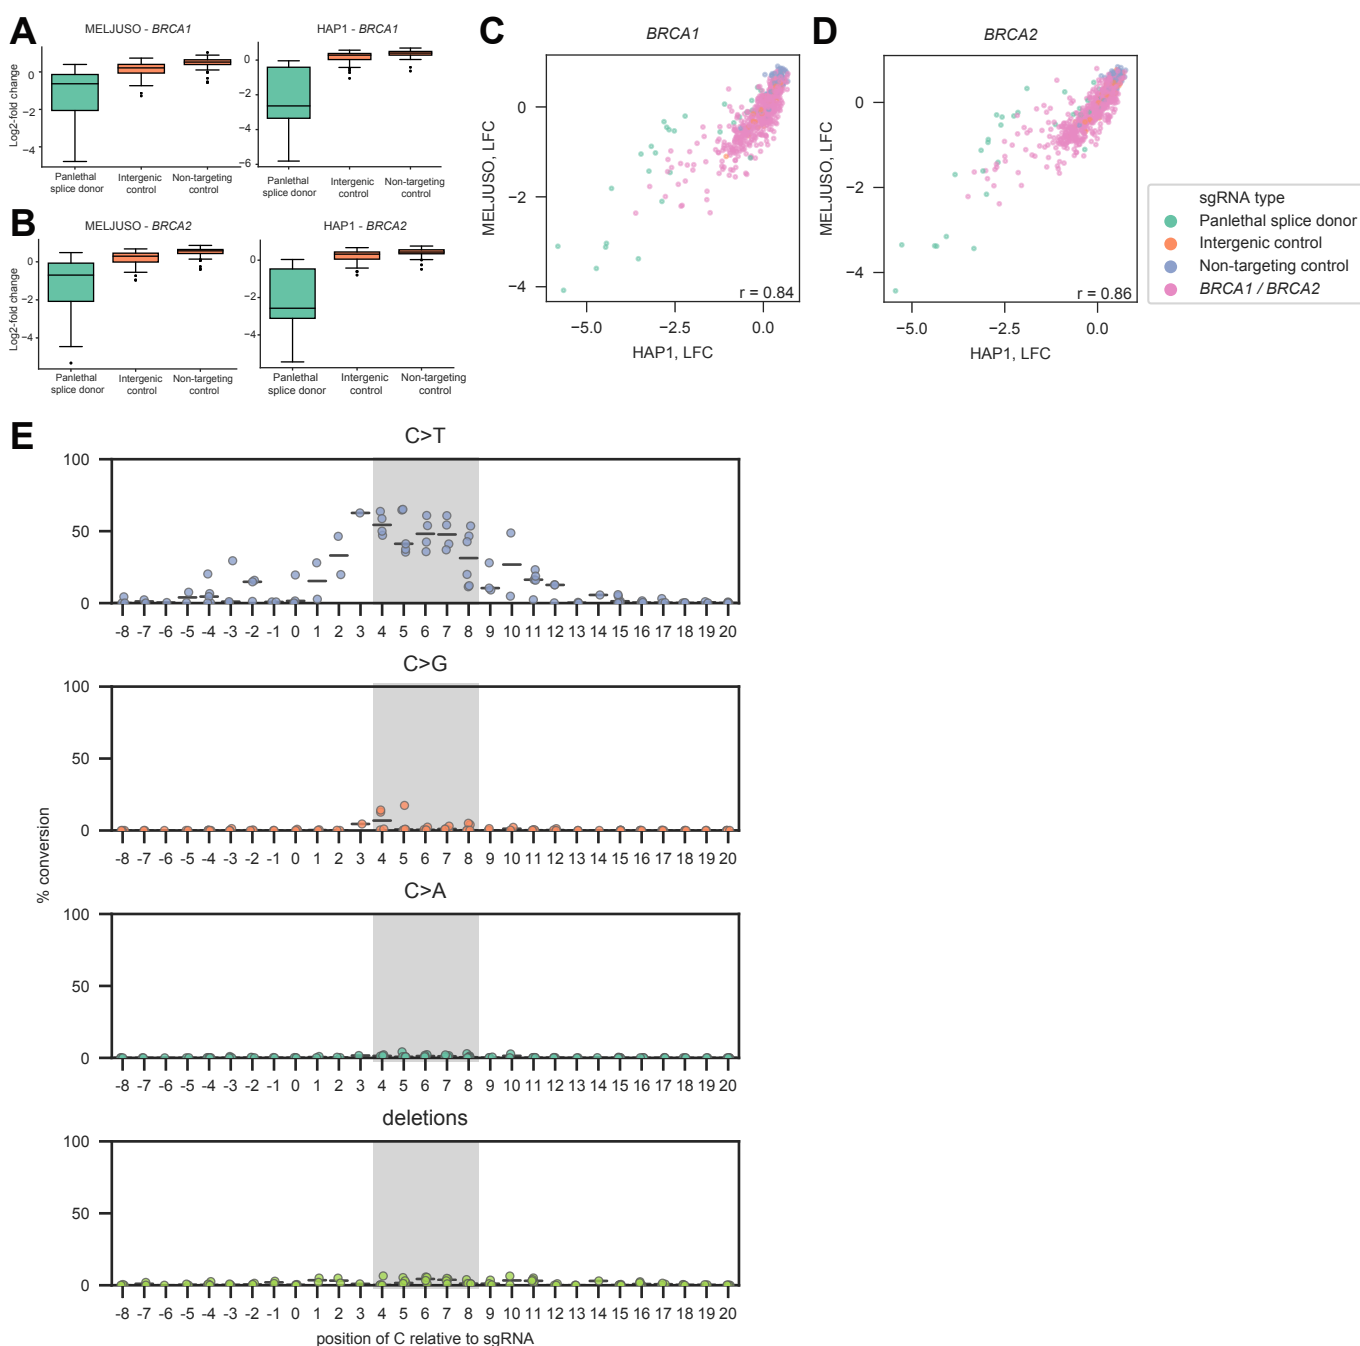 A
MELJUSO - BRCA1
HAP1 - BRCA1
Log2-fold change
0
−2
−4
0
−2
−4
−6
Panlethal splice donor
Intergenic control
Non-targeting control
Panlethal splice donor
Intergenic control
Non-targeting control
B
MELJUSO - BRCA2
HAP1 - BRCA2
Log2-fold change
0
−2
−4
0
−2
−4
Panlethal splice donor
Intergenic control
Non-targeting control
Panlethal splice donor
Intergenic control
Non-targeting control
C
BRCA1
MELJUSO, LFC
0
−2
−4
r = 0.84
−5.0 −2.5 0.0
HAP1, LFC
D
BRCA2
MELJUSO, LFC
0
−2
−4
r = 0.86
−5.0 −2.5 0.0
HAP1, LFC
sgRNA type
Panlethal splice donor
Intergenic control
Non-targeting control
BRCA1 / BRCA2
E
C>T
100
50
0
-8 -7 -6 -5 -4 -3 -2 -1 0 1 2 3 4 5 6 7 8 9 10 11 12 13 14 15 16 17 18 19 20
C>G
100
50
0
-8 -7 -6 -5 -4 -3 -2 -1 0 1 2 3 4 5 6 7 8 9 10 11 12 13 14 15 16 17 18 19 20
% conversion
C>A
100
50
0
-8 -7 -6 -5 -4 -3 -2 -1 0 1 2 3 4 5 6 7 8 9 10 11 12 13 14 15 16 17 18 19 20
deletions
100
50
0
-8 -7 -6 -5 -4 -3 -2 -1 0 1 2 3 4 5 6 7 8 9 10 11 12 13 14 15 16 17 18 19 20
position of C relative to sgRNA